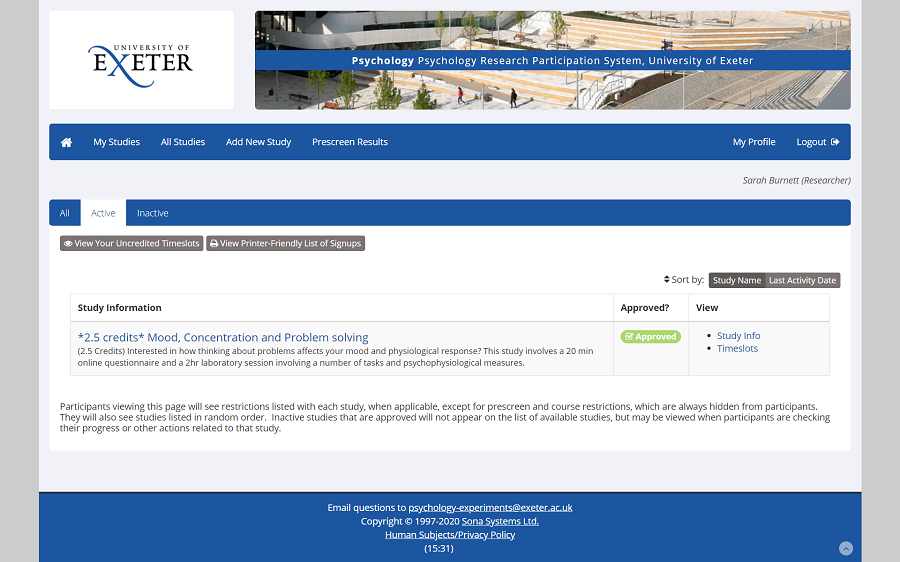 UNIVERSITY OF
EXETER
Psychology Psychology Research Participation System, University of Exeter
My Studies All Studies Add New Study Prescreen Results My Profile Logout
Sarah Burnett (Researcher)
All Active Inactive
View Your Uncredited Timeslots View Printer-Friendly List of Signups
Sort by: Study Name Last Activity Date
Study Information Approved? View
*2.5 credits* Mood, Concentration and Problem solving Approved • Study Info
(2.5 Credits) Interested in how thinking about problems affects your mood and physiological response? This study involves a 20 min • Timeslots
online questionnaire and a 2hr laboratory session involving a number of tasks and psychophysiological measures.
Participants viewing this page will see restrictions listed with each study, when applicable, except for prescreen and course restrictions, which are always hidden from participants.
They will also see studies listed in random order. Inactive studies that are approved will not appear on the list of available studies, but may be viewed when participants are checking
their progress or other actions related to that study.
Email questions to psychology-experiments@exeter.ac.uk
Copyright © 1997-2020 Sona Systems Ltd.
Human Subjects/Privacy Policy
(15:31)